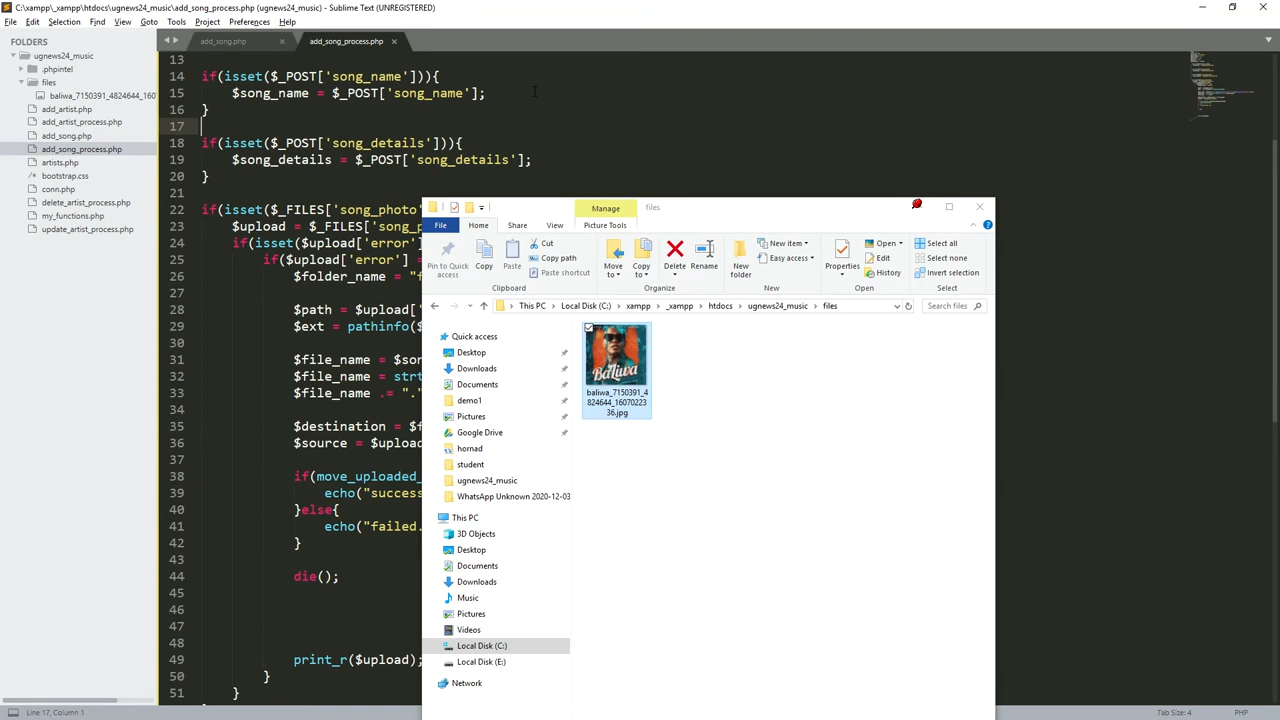 C:\xampp\_xampp\htdocs\ugnews24_music\add_song_process.php (ugnews24_music) - Sublime Text (UNREGISTERED)
File Edit Selection Find View Goto Tools Project Preferences Help
FOLDERS
ugnews24_music
.phpintel
files
baliwa_7150391_4824644_1607
add_artist.php
add_artist_process.php
add_song.php
add_song_process.php
artists.php
bootstrap.css
conn.php
delete_artist_process.php
my_functions.php
update_artist_process.php
add_song.php
add_song_process.php
13
14 if(isset($_POST['song_name'])){
15 $song_name = $_POST['song_name'];
16 }
17
18 if(isset($_POST['song_details'])){
19 $song_details = $_POST['song_details'];
20 }
21
22 if(isset($_FILES['song_photo'
23 $upload = $_FILES['song_p
24 if(isset($upload['error']
25 if($upload['error'] =
26 $folder_name = "f
27
28 $path = $upload['
29 $ext = pathinfo($
30
31 $file_name = $son
32 $file_name = strt
33 $file_name .= "."
34
35 $destination = $f
36 $source = $upload
37
38 if(move_uploaded_
39 echo("success
40 }else{
41 echo("failed.
42 }
43
44 die();
45
46
47
48
49 print_r($upload);
50 }
51 }
Manage files
File Home Share View Picture Tools
Pin to Quick access
Copy
Paste
Cut
Copy path
Paste shortcut
Clipboard
Move to
Copy to
Delete
Rename
Organize
New folder
New item
Easy access
New
Properties
Open
Edit
History
Open
Select all
Select none
Invert selection
Select
This PC Local Disk (C:) xampp _xampp htdocs ugnews24_music files
Search files
Quick access
Desktop
Downloads
Documents
demo1
Pictures
Google Drive
hornad
student
ugnews24_music
WhatsApp Unknown 2020-12-03
This PC
3D Objects
Desktop
Documents
Downloads
Music
Pictures
Videos
Local Disk (C:)
Local Disk (E:)
Network
BaLiwa
baliwa_7150391_4
824644_16070223
36.jpg
Line 17, Column 1
Tab Size: 4
PHP